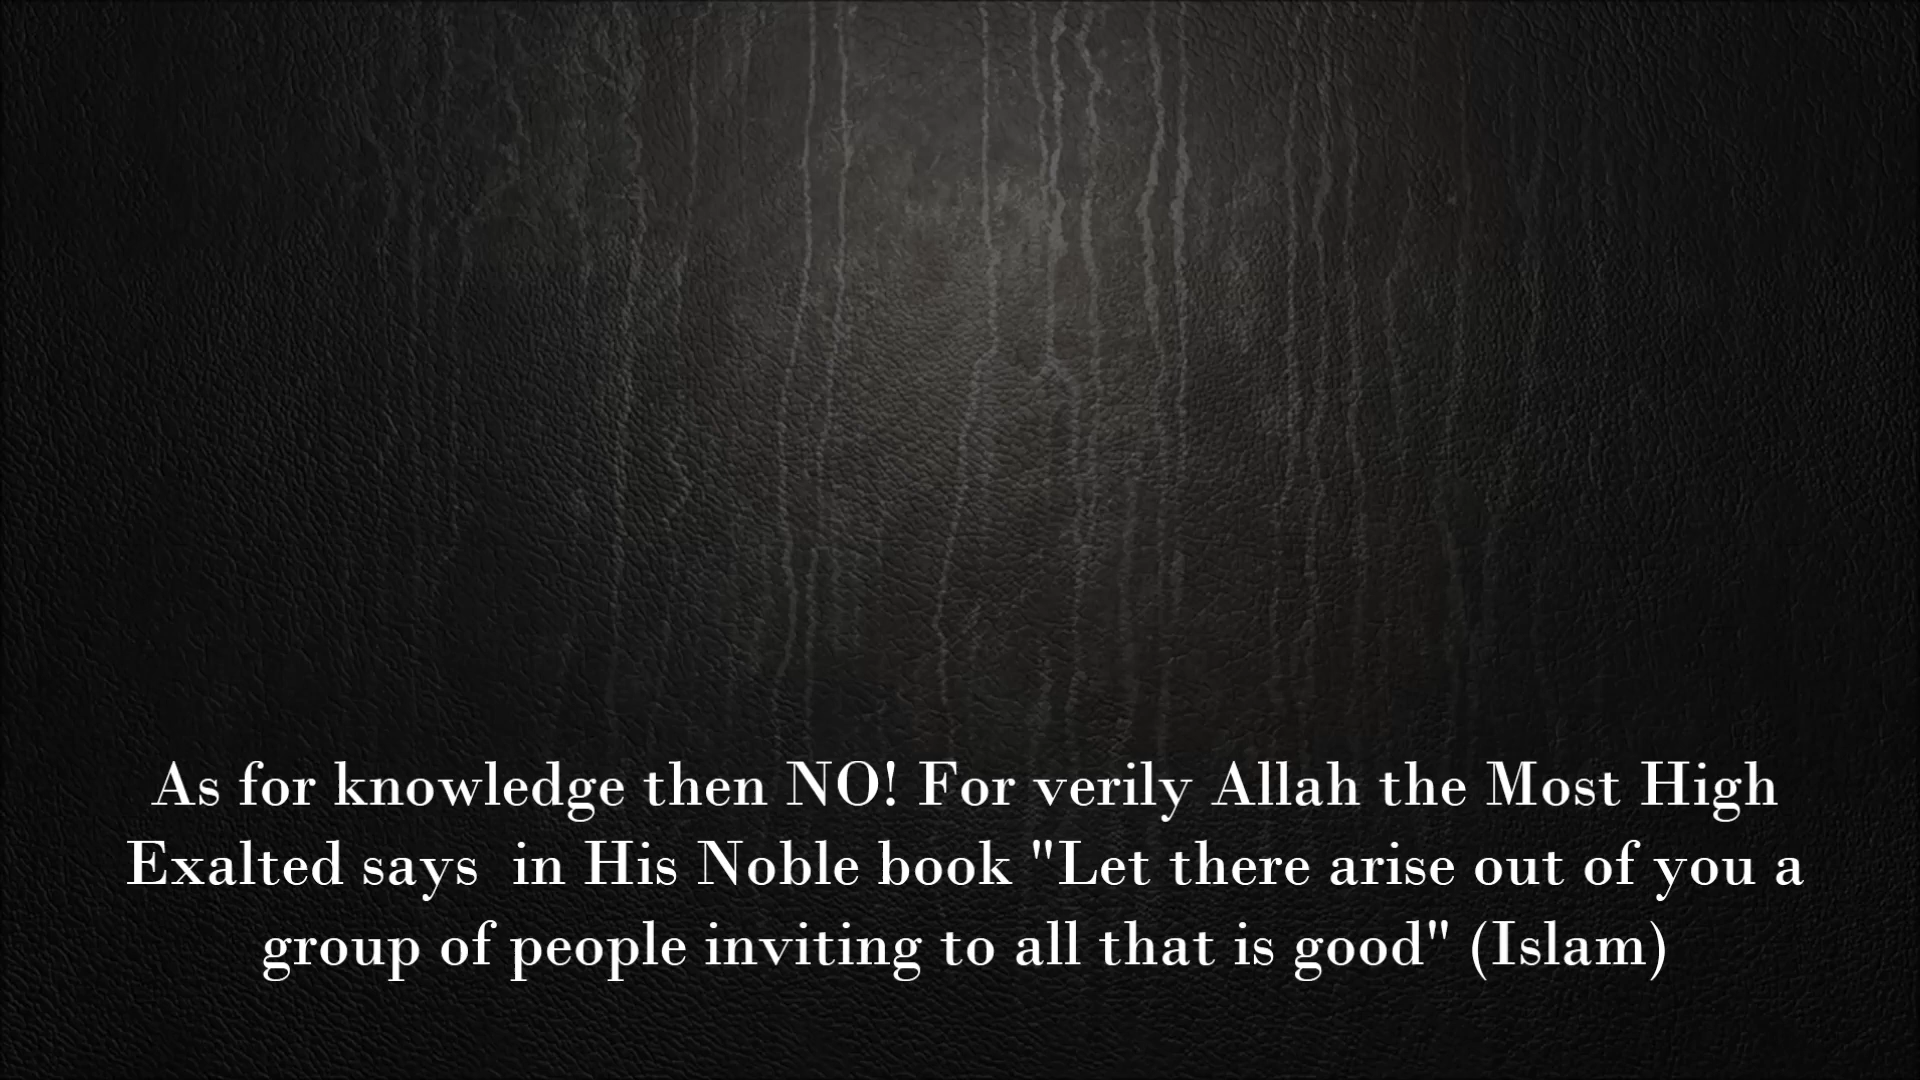 As for knowledge then NO! For verily Allah the Most High
Exalted says  in His Noble book "Let there arise out of you a
group of people inviting to all that is good" (Islam)